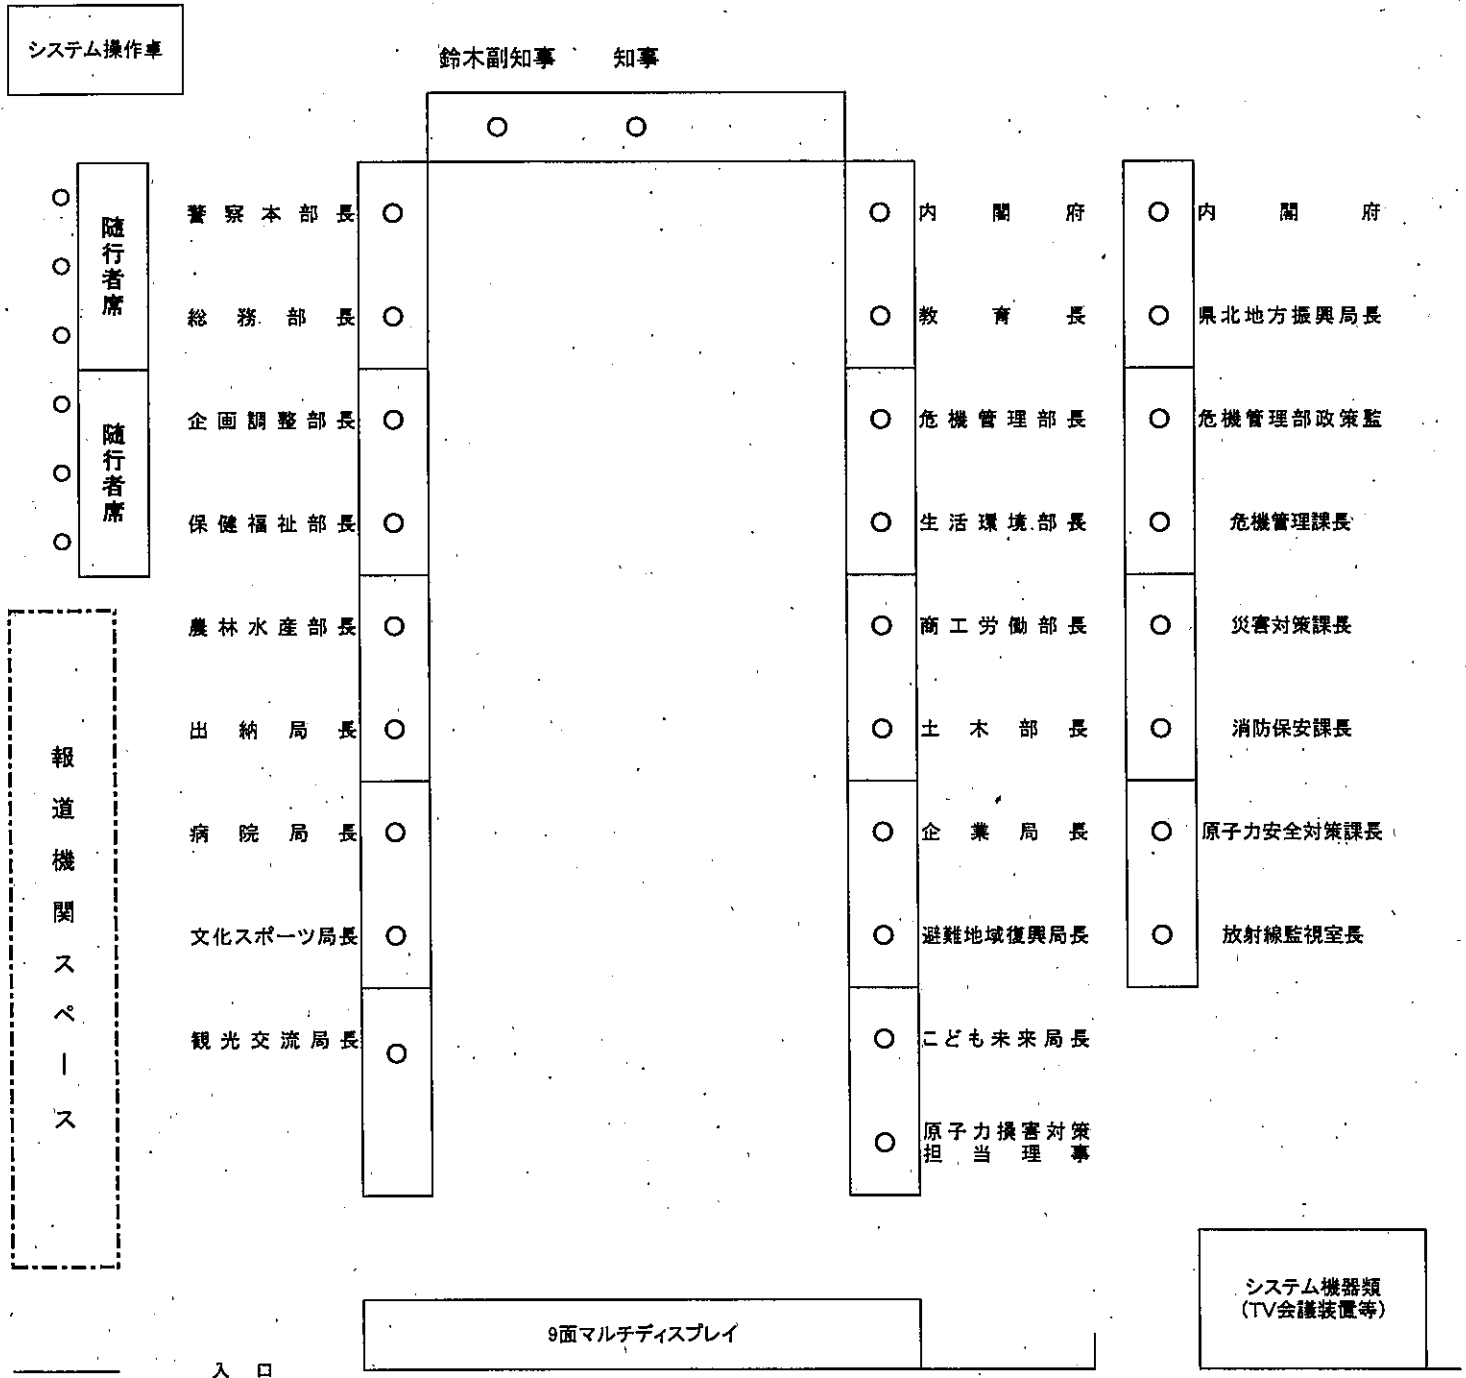 システム操作卓
鈴木副知事 知事
随行者席
随行者席
報道機関スペース
警察本部長
総務部長
企画調整部長
保健福祉部長
農林水産部長
出納局長
病院局長
文化スポーツ局長
観光交流局長
内閣府
教育長
危機管理部長
生活環境部長
商工労働部長
土木部長
企業局長
避難地域復興局長
こども未来局長
原子力損害対策
担当理事
内閣府
県北地方振興局長
危機管理部政策監
危機管理課長
災害対策課長
消防保安課長
原子力安全対策課長
放射線監視室長
システム機器類
(TV会議装置等)
9面マルチディスプレイ
入口